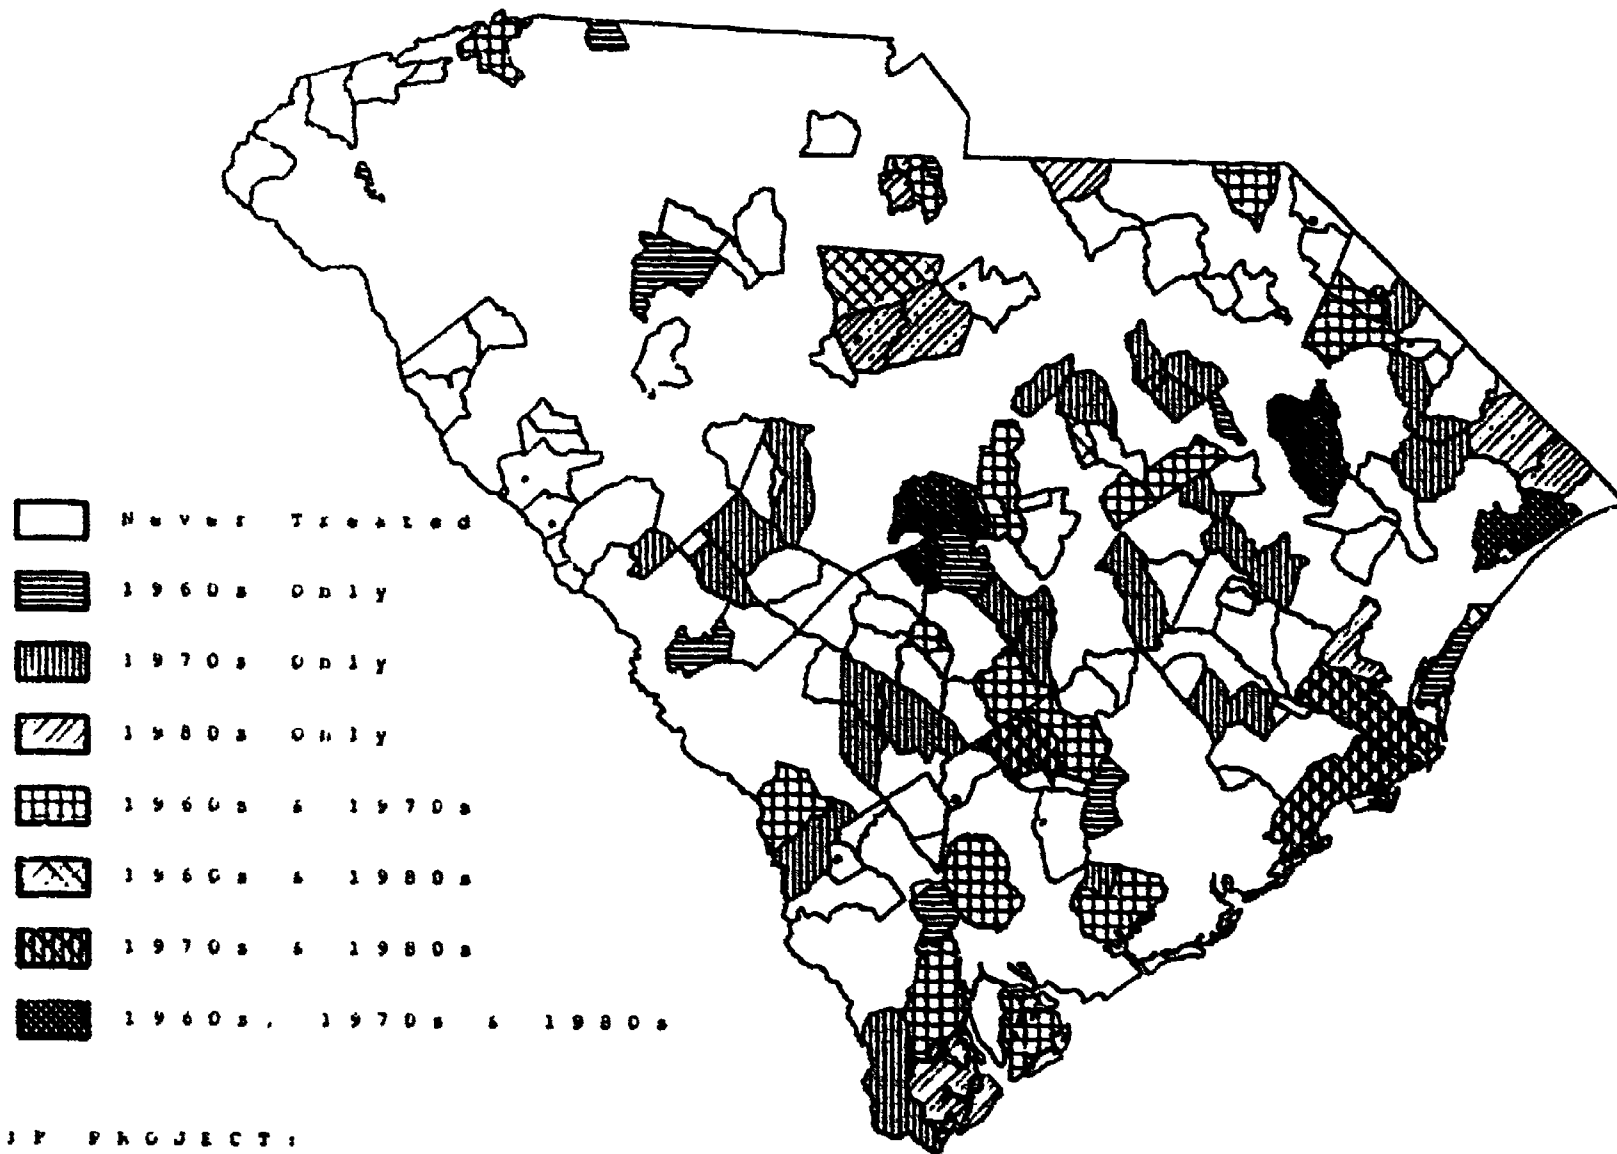 Never Treated
1960s Only
1970s Only
1980s Only
1960s & 1970s
1960s & 1980s
1970s & 1980s
1960s, 1970s & 1980s
PROJECT: